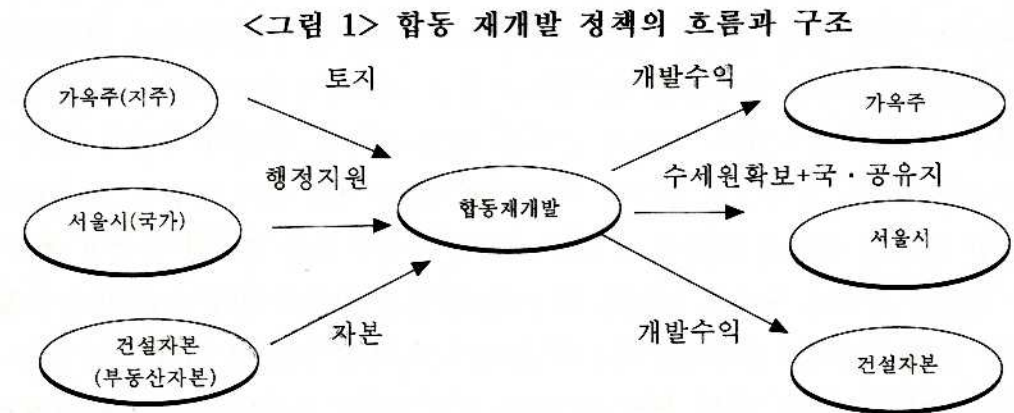 <그림 1> 합동 재개발 정책의 흐름과 구조
토지
개발수익
가옥주(지주)
가옥주
행정지원
수세원확보+국·공유지
서울시(국가)
합동재개발
서울시
자본
개발수익
건설자본
(부동산자본)
건설자본